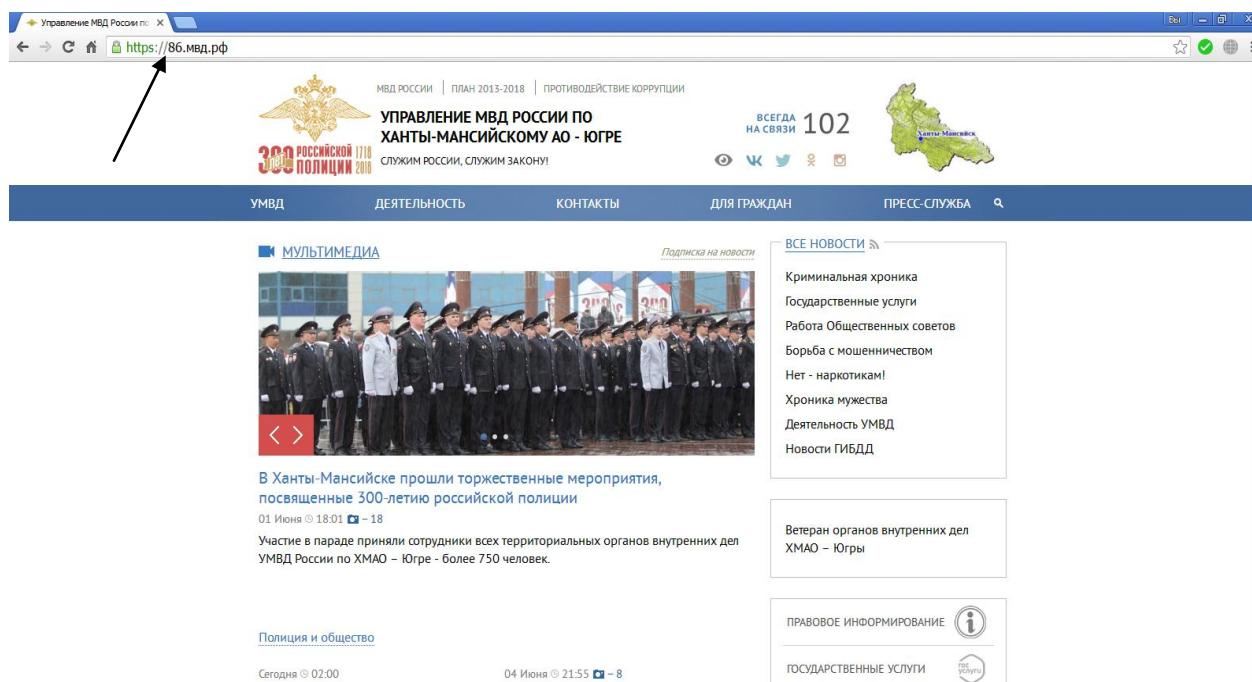 Управление МВД России по
Вы
https://86.мвд.рф
МВД РОССИИ
ПЛАН 2013-2018
ПРОТИВОДЕЙСТВИЕ КОРРУПЦИИ
УПРАВЛЕНИЕ МВД РОССИИ ПО
ХАНТЫ-МАНСИЙСКОМУ АО - ЮГРЕ
СЛУЖИМ РОССИИ, СЛУЖИМ ЗАКОНУ!
300 лет РОССИЙСКОЙ ПОЛИЦИИ 1718 2018
ВСЕГДА
НА СВЯЗИ 102
Ханты-Мансийск
УМВД
ДЕЯТЕЛЬНОСТЬ
КОНТАКТЫ
ДЛЯ ГРАЖДАН
ПРЕСС-СЛУЖБА
МУЛЬТИМЕДИА
Подписка на новости
В Ханты-Мансийске прошли торжественные мероприятия,
посвященные 300-летию российской полиции
01 Июня 18:01 – 18
Участие в параде приняли сотрудники всех территориальных органов внутренних дел
УМВД России по ХМАО – Югре - более 750 человек.
Полиция и общество
Сегодня 02:00
04 Июня 21:55 – 8
ВСЕ НОВОСТИ
Криминальная хроника
Государственные услуги
Работа Общественных советов
Борьба с мошенничеством
Нет - наркотикам!
Хроника мужества
Деятельность УМВД
Новости ГИБДД
Ветеран органов внутренних дел
ХМАО – Югры
ПРАВОВОЕ ИНФОРМИРОВАНИЕ
ГОСУДАРСТВЕННЫЕ УСЛУГИ
гос
услуги